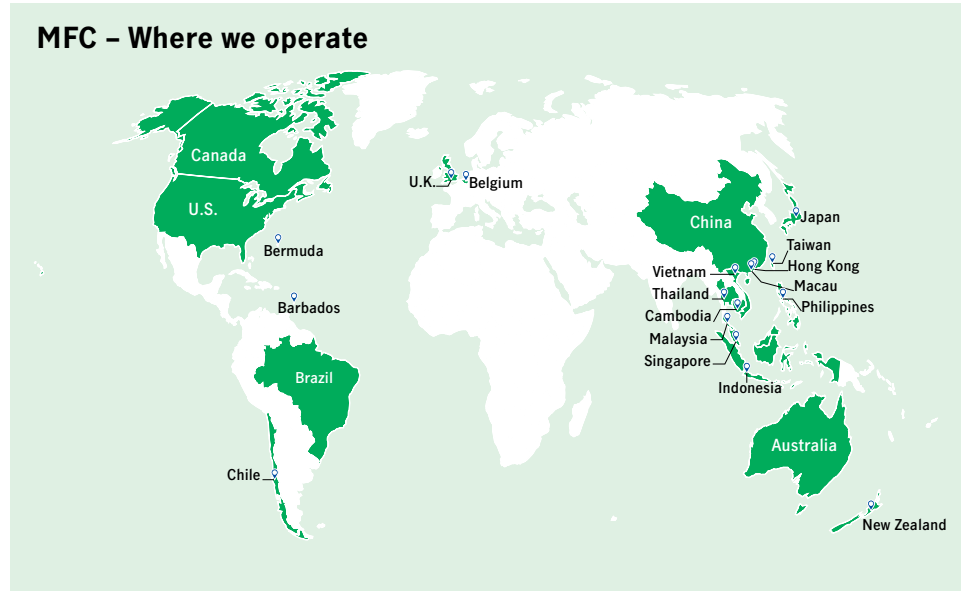 MFC – Where we operate
Canada
U.K.
Belgium
U.S.
China
Japan
Bermuda
Taiwan
Hong Kong
Vietnam
Macau
Thailand
Philippines
Barbados
Cambodia
Malaysia
Singapore
Brazil
Indonesia
Australia
Chile
New Zealand